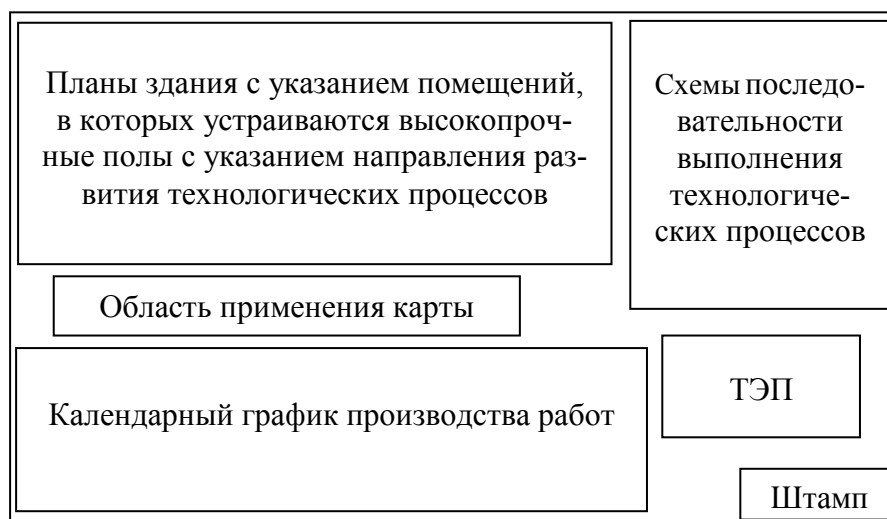 Планы здания с указанием помещений,
в которых устраиваются высокопроч-
ные полы с указанием направления раз-
вития технологических процессов
Схемы последо-
вательности
выполнения
технологиче-
ских процессов
Область применения карты
Календарный график производства работ
ТЭП
Штамп